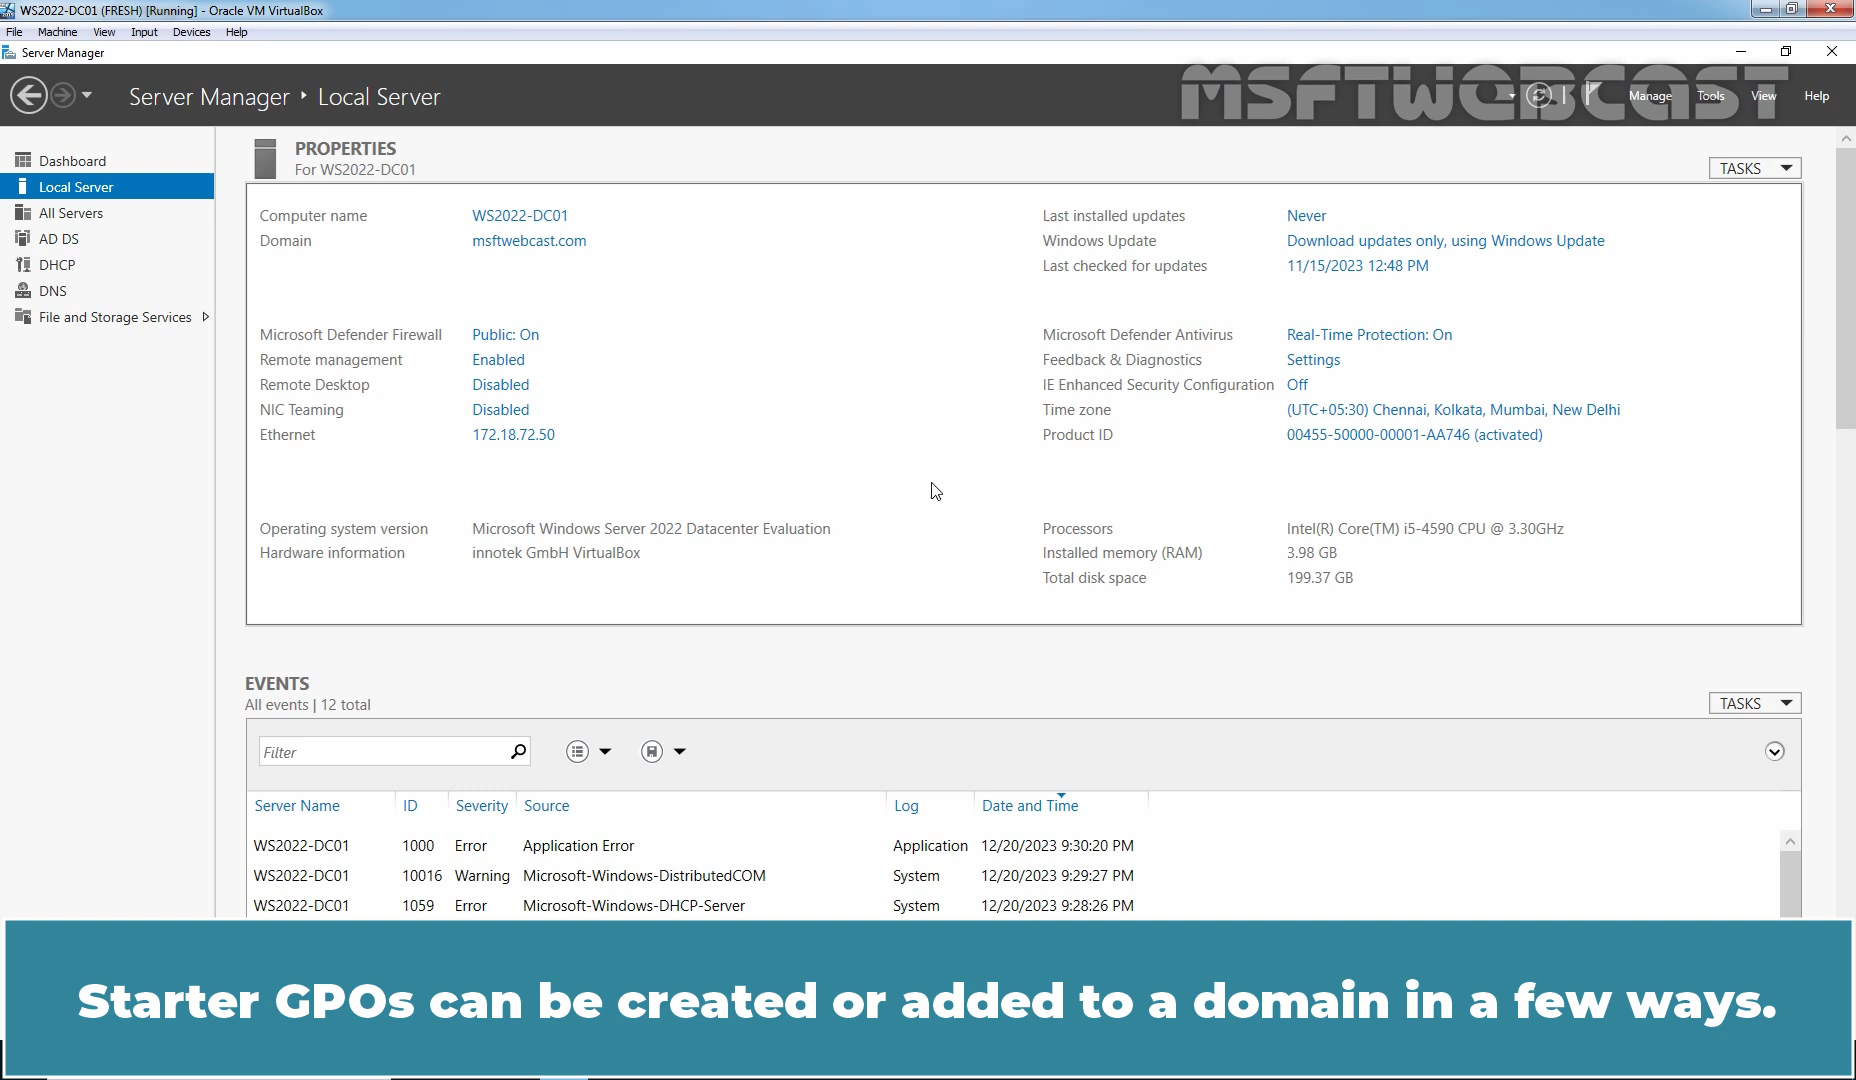 WS2022-DC01 (FRESH) [Running] - Oracle VM VirtualBox
File Machine View Input Devices Help
Server Manager
Server Manager Local Server
MSFTWEBCAST
Manage Tools View Help
Dashboard
Local Server
All Servers
AD DS
DHCP
DNS
File and Storage Services
PROPERTIES
For WS2022-DC01
TASKS
Computer name WS2022-DC01 Last installed updates Never
Domain msftwebcast.com Windows Update Download updates only, using Windows Update
Last checked for updates 11/15/2023 12:48 PM
Microsoft Defender Firewall Public: On Microsoft Defender Antivirus Real-Time Protection: On
Remote management Enabled Feedback & Diagnostics Settings
Remote Desktop Disabled IE Enhanced Security Configuration Off
NIC Teaming Disabled Time zone (UTC+05:30) Chennai, Kolkata, Mumbai, New Delhi
Ethernet 172.18.72.50 Product ID 00455-50000-00001-AA746 (activated)
Operating system version Microsoft Windows Server 2022 Datacenter Evaluation Processors Intel(R) Core(TM) i5-4590 CPU @ 3.30GHz
Hardware information innotek GmbH VirtualBox Installed memory (RAM) 3.98 GB
Total disk space 199.37 GB
EVENTS
All events | 12 total
TASKS
Filter
Server Name ID Severity Source Log Date and Time
WS2022-DC01 1000 Error Application Error Application 12/20/2023 9:30:20 PM
WS2022-DC01 10016 Warning Microsoft-Windows-DistributedCOM System 12/20/2023 9:29:27 PM
WS2022-DC01 1059 Error Microsoft-Windows-DHCP-Server System 12/20/2023 9:28:26 PM
Starter GPOs can be created or added to a domain in a few ways.